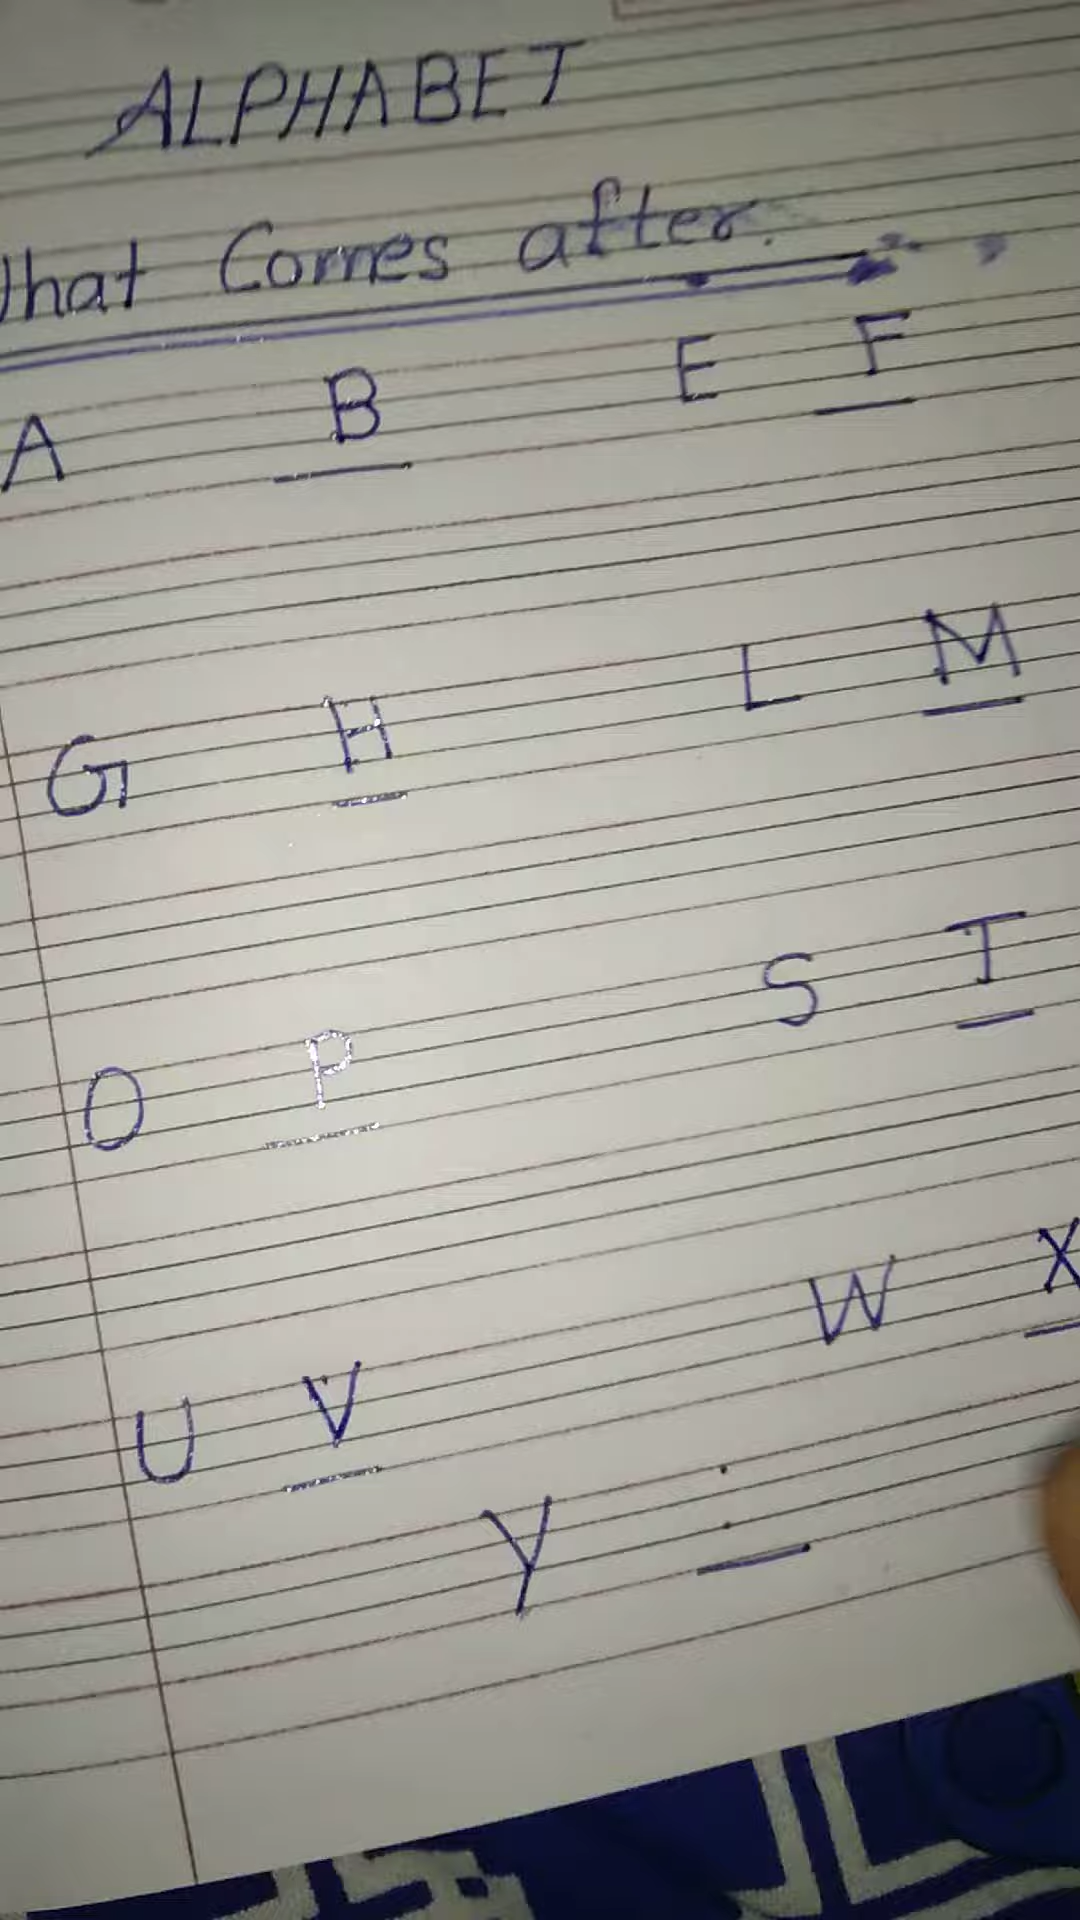 ALPHABET
What Comes after.
A B E F
G H L M
O P S T
U V W X
Y